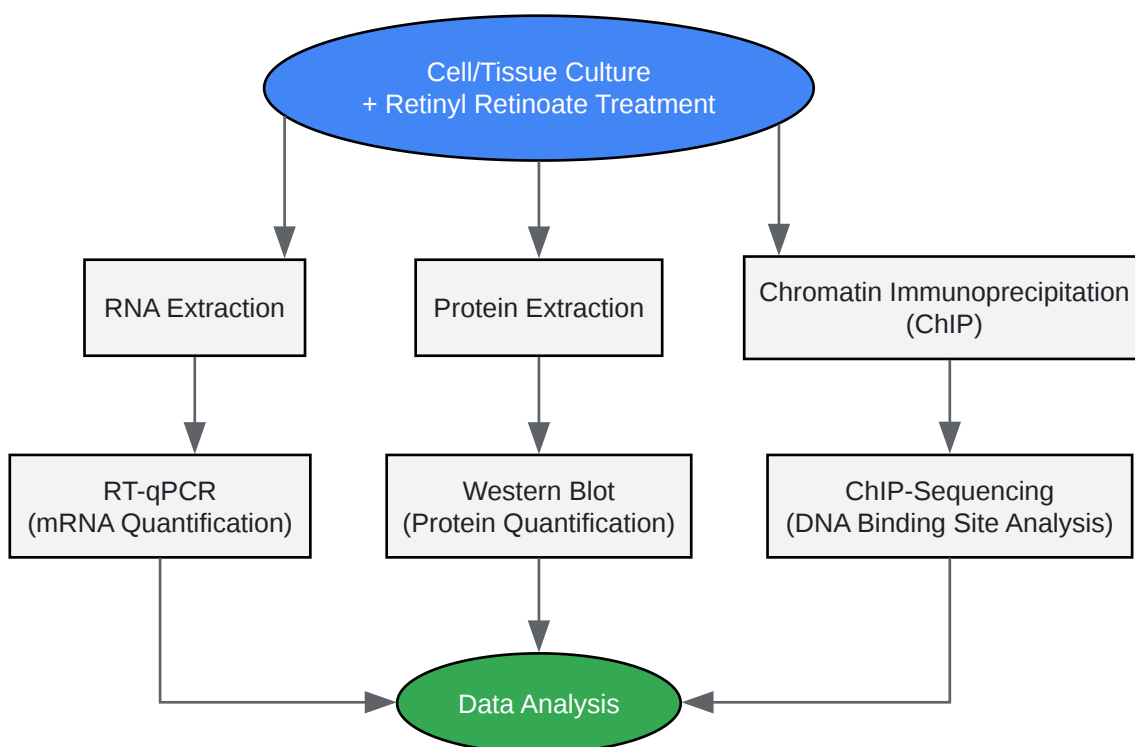 Cell/Tissue Culture
+ Retinyl Retinoate Treatment
RNA Extraction
Protein Extraction
Chromatin Immunoprecipitation
(ChIP)
RT-qPCR
(mRNA Quantification)
Western Blot
(Protein Quantification)
ChIP-Sequencing
(DNA Binding Site Analysis)
Data Analysis